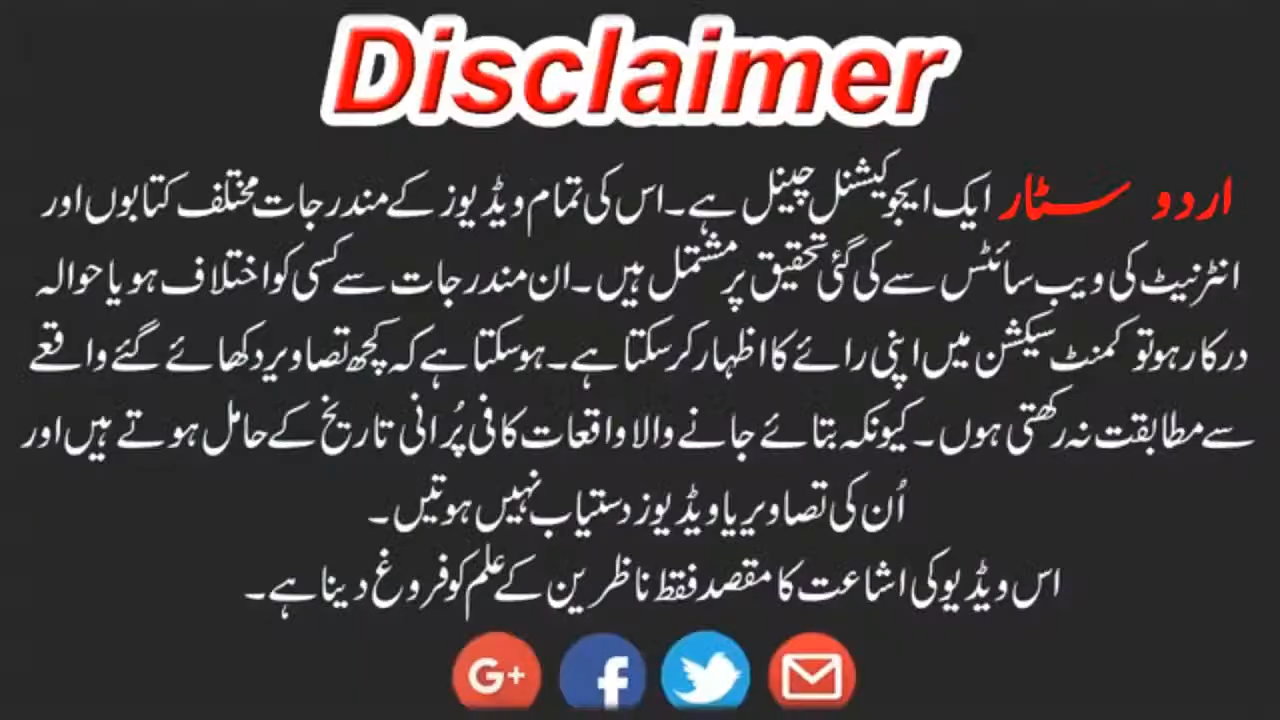 Disclaimer
اردو سٹار ایک ایجوکیشنل چینل ہے۔ اس کی تمام ویڈیوز کے مندرجات مختلف کتابوں اور
انٹرنیٹ کی ویب سائٹس سے کی گئی تحقیق پر مشتمل ہیں۔ ان مندرجات سے کسی کو اختلاف ہو یا حوالہ
درکار ہو تو کمنٹ سیکشن میں اپنی رائے کا اظہار کر سکتا ہے۔ ہو سکتا ہے کہ کچھ تصاویر دکھائے گئے واقعے
سے مطابقت نہ رکھتی ہوں۔ کیونکہ بتائے جانے والا واقعات کافی پُرانی تاریخ کے حامل ہوتے ہیں اور
اُن کی تصاویر یا ویڈیوز دستیاب نہیں ہوتیں۔
اس ویڈیو کی اشاعت کا مقصد فقط ناظرین کے علم کو فروغ دینا ہے۔
G+ f